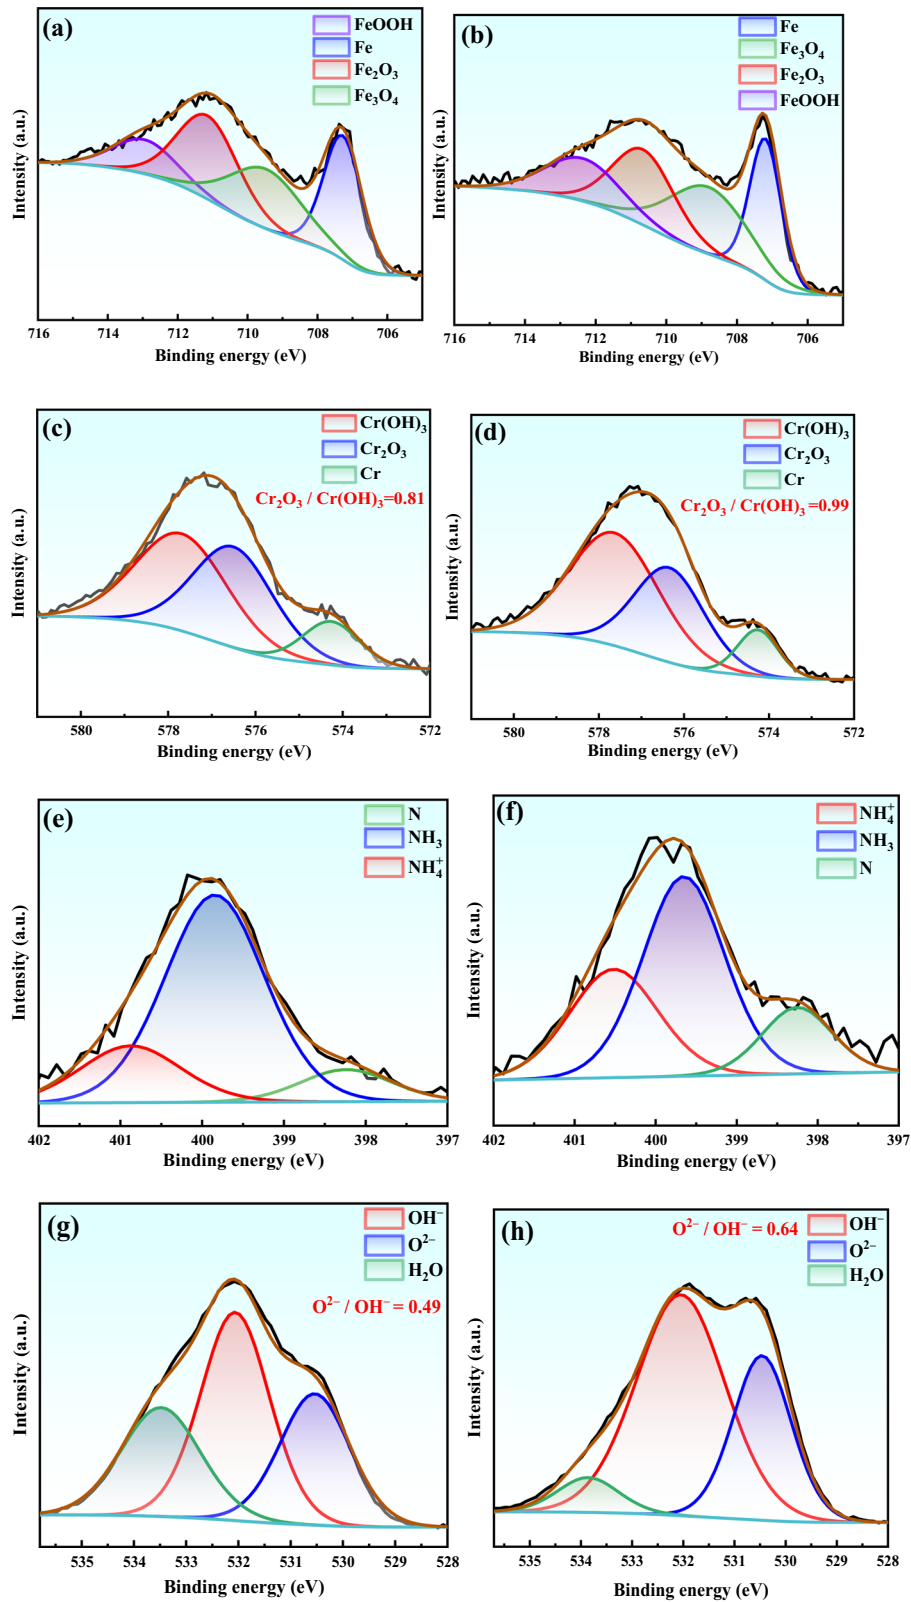 (a)
FeOOH
Fe
Fe₂O₃
Fe₃O₄
Intensity (a.u.)
716 714 712 710 708 706
Binding energy (eV)
(b)
Fe
Fe₃O₄
Fe₂O₃
FeOOH
Intensity (a.u.)
716 714 712 710 708 706
Binding energy (eV)
(c)
Cr(OH)₃
Cr₂O₃
Cr
Cr₂O₃ / Cr(OH)₃=0.81
Intensity (a.u.)
580 578 576 574 572
Binding energy (eV)
(d)
Cr(OH)₃
Cr₂O₃
Cr
Cr₂O₃ / Cr(OH)₃=0.99
Intensity (a.u.)
580 578 576 574 572
Binding energy (eV)
(e)
N
NH₃
NH₄⁺
Intensity (a.u.)
402 401 400 399 398 397
Binding energy (eV)
(f)
NH₄⁺
NH₃
N
Intensity (a.u.)
402 401 400 399 398 397
Binding energy (eV)
(g)
OH⁻
O²⁻
H₂O
O²⁻ / OH⁻ = 0.49
Intensity (a.u.)
535 534 533 532 531 530 529 528
Binding energy (eV)
(h)
O²⁻ / OH⁻ = 0.64
OH⁻
O²⁻
H₂O
Intensity (a.u.)
535 534 533 532 531 530 529 528
Binding energy (eV)